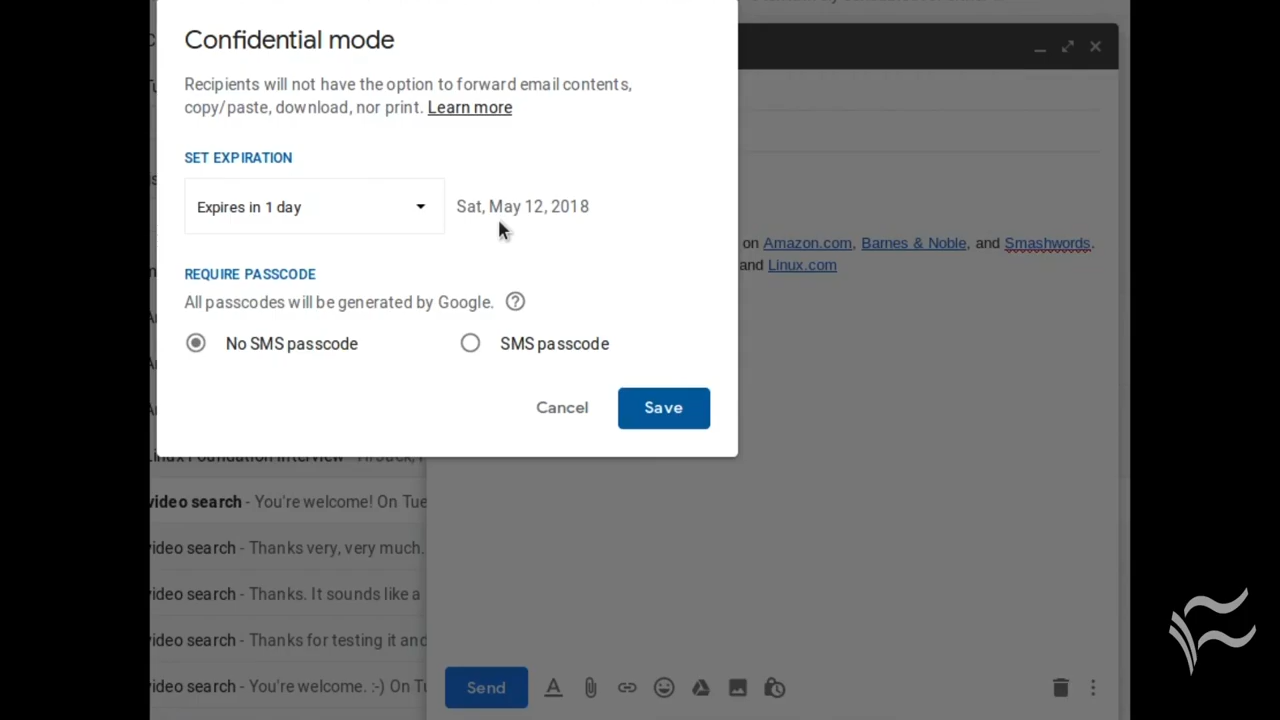 Confidential mode
Recipients will not have the option to forward email contents,
copy/paste, download, nor print. Learn more
SET EXPIRATION
Expires in 1 day
Sat, May 12, 2018
on Amazon.com, Barnes & Noble, and Smashwords.
and Linux.com
REQUIRE PASSCODE
All passcodes will be generated by Google.
No SMS passcode
SMS passcode
Cancel
Save
Linux Foundation Interview
video search - You're welcome! On Tue
video search - Thanks very, very much.
video search - Thanks. It sounds like a
video search - Thanks for testing it and
video search - You're welcome. :-) On Tu
Send